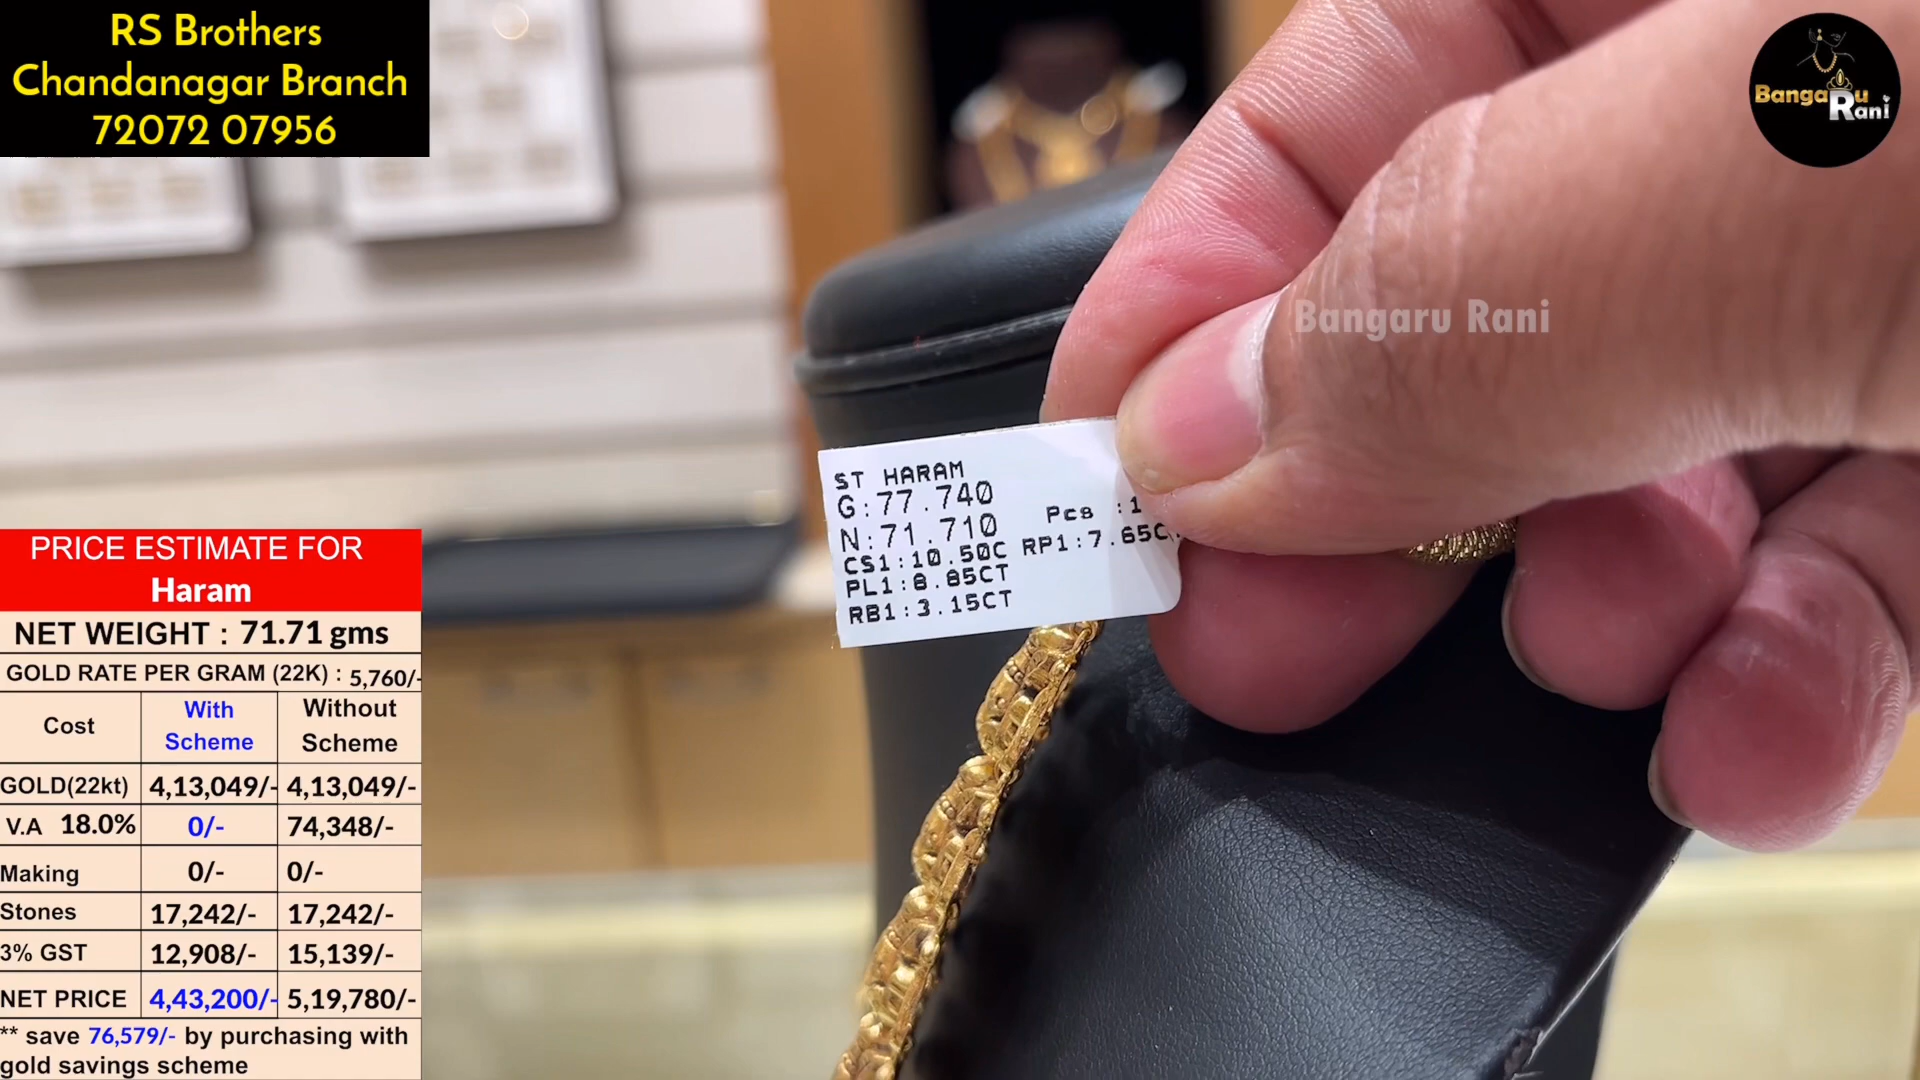 RS Brothers
Chandanagar Branch
72072 07956
Bangaru
Rani
Bangaru Rani
ST HARAM
G:77.740
N:71.710 Pcs :1
CS1:10.50C RP1:7.65C
PL1:8.85CT
RB1:3.15CT
PRICE ESTIMATE FOR
Haram
NET WEIGHT : 71.71 gms
GOLD RATE PER GRAM (22K) : 5,760/-
Cost With Scheme Without Scheme
GOLD(22kt) 4,13,049/- 4,13,049/-
V.A 18.0% 0/- 74,348/-
Making 0/- 0/-
Stones 17,242/- 17,242/-
3% GST 12,908/- 15,139/-
NET PRICE 4,43,200/- 5,19,780/-
** save 76,579/- by purchasing with
gold savings scheme